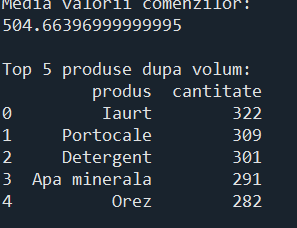 Media valorii comenzilor:
504.66396999999995
Top 5 produse dupa volum:
produs cantitate
0 Iaurt 322
1 Portocale 309
2 Detergent 301
3 Apa minerala 291
4 Orez 282